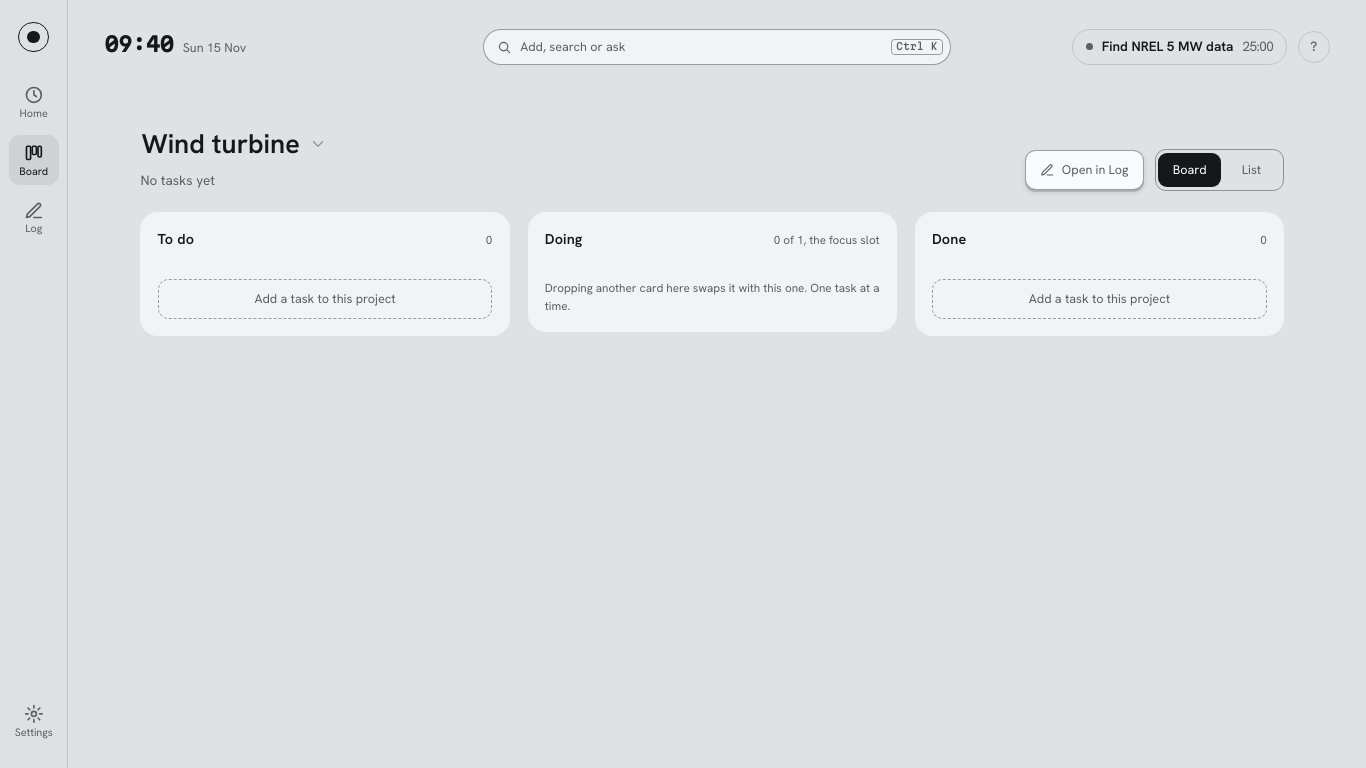 09:40 Sun 15 Nov
Add, search or ask
Ctrl K
Find NREL 5 MW data 25:00
?
Home
Board
Log
Settings
Wind turbine
No tasks yet
Open in Log
Board
List
To do
0
Add a task to this project
Doing
0 of 1, the focus slot
Dropping another card here swaps it with this one. One task at a
time.
Done
0
Add a task to this project